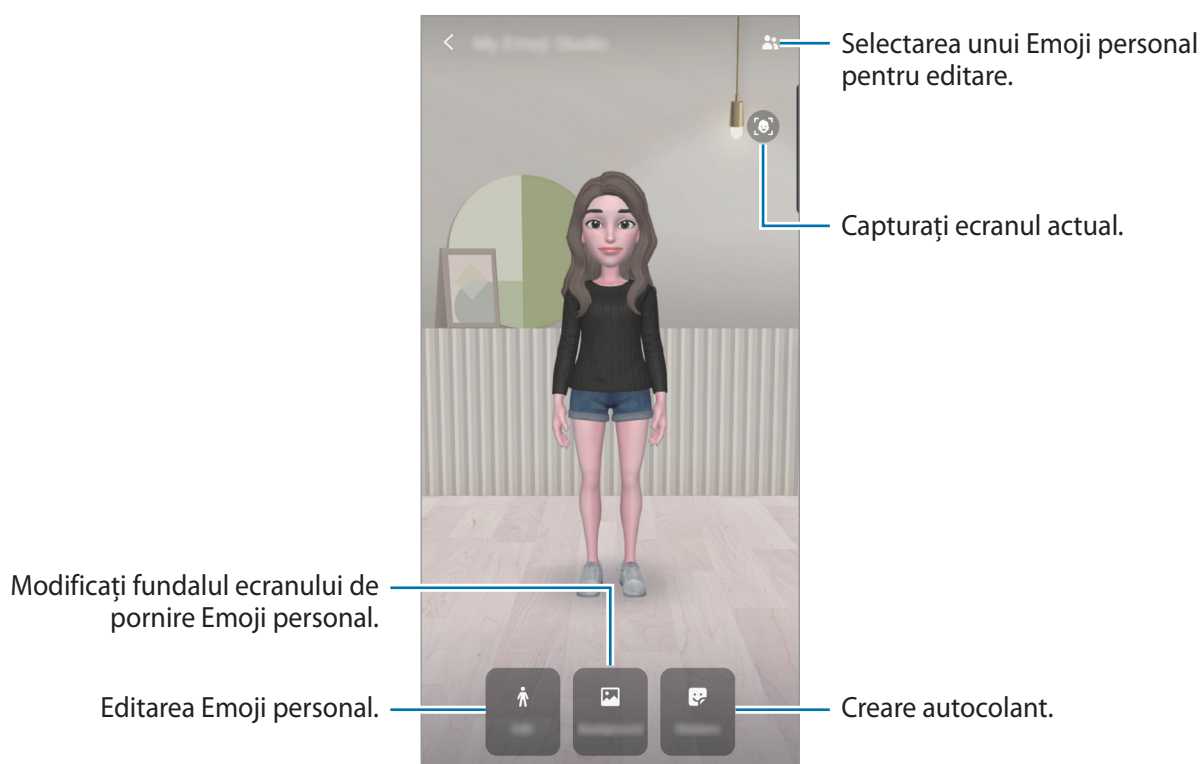 Selectarea unui Emoji personal
pentru editare.
Capturați ecranul actual.
Modificați fundalul ecranului de
pornire Emoji personal.
Editarea Emoji personal.
Creare autocolant.